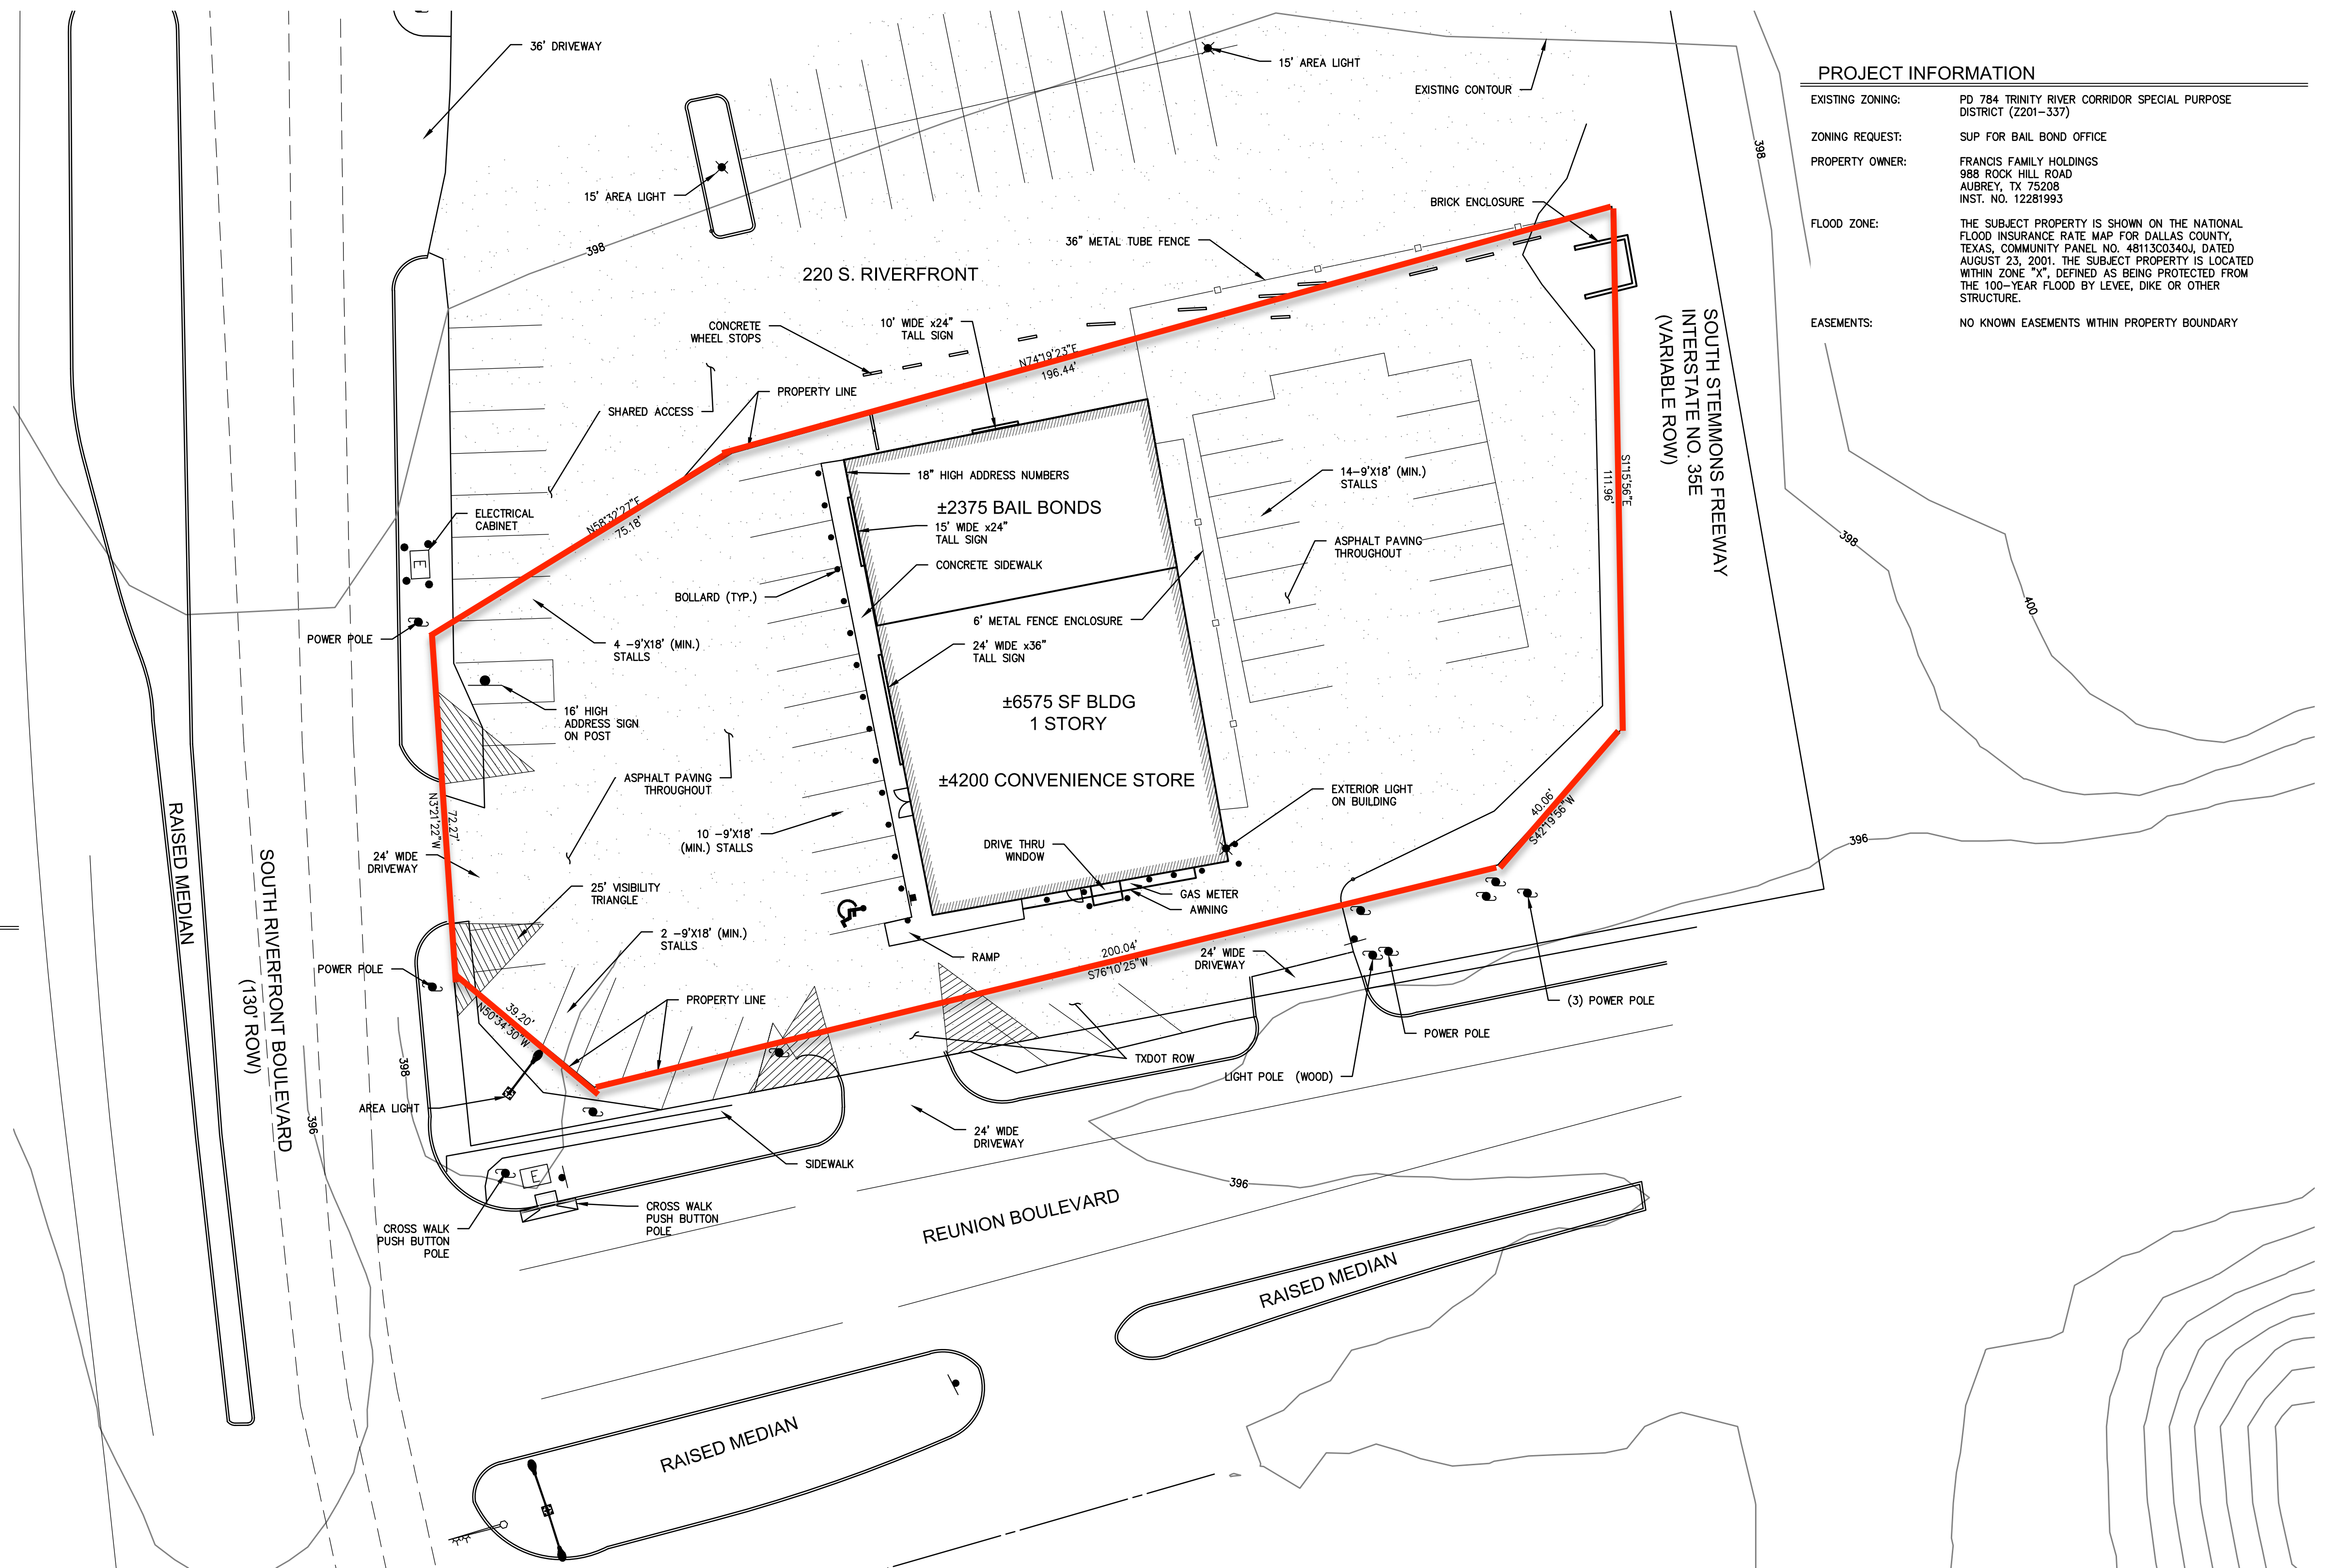 36' DRIVEWAY
15' AREA LIGHT
EXISTING CONTOUR
PROJECT INFORMATION
EXISTING ZONING: PD 784 TRINITY RIVER CORRIDOR SPECIAL PURPOSE
DISTRICT (Z201-337)
ZONING REQUEST: SUP FOR BAIL BOND OFFICE
PROPERTY OWNER: FRANCIS FAMILY HOLDINGS
988 ROCK HILL ROAD
AUBREY, TX 75208
INST. NO. 12281993
FLOOD ZONE: THE SUBJECT PROPERTY IS SHOWN ON THE NATIONAL
FLOOD INSURANCE RATE MAP FOR DALLAS COUNTY,
TEXAS, COMMUNITY PANEL NO. 48113C0340J, DATED
AUGUST 23, 2001. THE SUBJECT PROPERTY IS LOCATED
WITHIN ZONE "X", DEFINED AS BEING PROTECTED FROM
THE 100-YEAR FLOOD BY LEVEE, DIKE OR OTHER
STRUCTURE.
EASEMENTS: NO KNOWN EASEMENTS WITHIN PROPERTY BOUNDARY
398
15' AREA LIGHT
BRICK ENCLOSURE
398
36" METAL TUBE FENCE
220 S. RIVERFRONT
CONCRETE
WHEEL STOPS
10' WIDE x24"
TALL SIGN
N74°19'23"E
196.44'
SOUTH STEMMONS FREEWAY
INTERSTATE NO. 35E
(VARIABLE ROW)
PROPERTY LINE
SHARED ACCESS
18" HIGH ADDRESS NUMBERS
14-9'X18' (MIN.)
STALLS
S1°15'56"E
111.96'
±2375 BAIL BONDS
15' WIDE x24"
TALL SIGN
ELECTRICAL
CABINET
E
N58°32'27"E
75.18'
ASPHALT PAVING
THROUGHOUT
398
CONCRETE SIDEWALK
BOLLARD (TYP.)
400
6' METAL FENCE ENCLOSURE
POWER POLE
4 -9'X18' (MIN.)
STALLS
24' WIDE x36"
TALL SIGN
16' HIGH
ADDRESS SIGN
ON POST
±6575 SF BLDG
1 STORY
ASPHALT PAVING
THROUGHOUT
±4200 CONVENIENCE STORE
EXTERIOR LIGHT
ON BUILDING
40.06'
S42°19'56"W
N3°21'22"W
72.27'
10 -9'X18'
(MIN.) STALLS
DRIVE THRU
WINDOW
396
24' WIDE
DRIVEWAY
25' VISIBILITY
TRIANGLE
GAS METER
AWNING
RAISED MEDIAN
SOUTH RIVERFRONT BOULEVARD
(130' ROW)
2 -9'X18' (MIN.)
STALLS
RAMP
200.04'
S76°10'25"W
24' WIDE
DRIVEWAY
POWER POLE
PROPERTY LINE
39.20'
N50°34'30"W
(3) POWER POLE
POWER POLE
TXDOT ROW
LIGHT POLE (WOOD)
398
AREA LIGHT
396
24' WIDE
DRIVEWAY
SIDEWALK
E
396
CROSS WALK
PUSH BUTTON
POLE
CROSS WALK
PUSH BUTTON
POLE
REUNION BOULEVARD
RAISED MEDIAN
RAISED MEDIAN